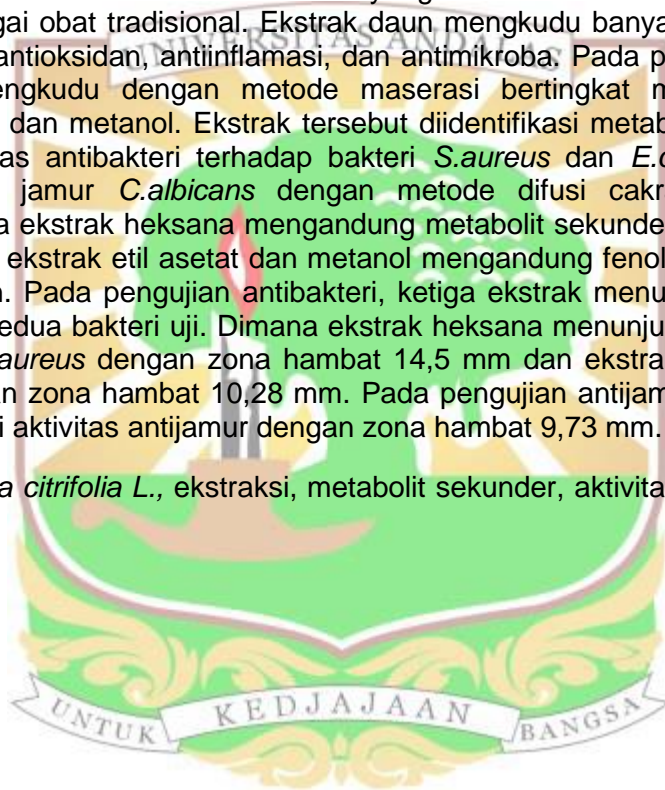 gai obat tradisional. Ekstrak daun mengkudu banya
UNIVERSITAS ANDALAS
antioksidan, antiinflamasi, dan antimikroba. Pada p
engkudu dengan metode maserasi bertingkat m
dan metanol. Ekstrak tersebut diidentifikasi metab
as antibakteri terhadap bakteri S.aureus dan E.c
jamur C.albicans dengan metode difusi cakr
a ekstrak heksana mengandung metabolit sekunde
ekstrak etil asetat dan metanol mengandung fenol
n. Pada pengujian antibakteri, ketiga ekstrak menu
edua bakteri uji. Dimana ekstrak heksana menunju
aureus dengan zona hambat 14,5 mm dan ekstra
an zona hambat 10,28 mm. Pada pengujian antijam
i aktivitas antijamur dengan zona hambat 9,73 mm.
a citrifolia L., ekstraksi, metabolit sekunder, aktivita
UNTUK KEDJAJAAN BANGSA